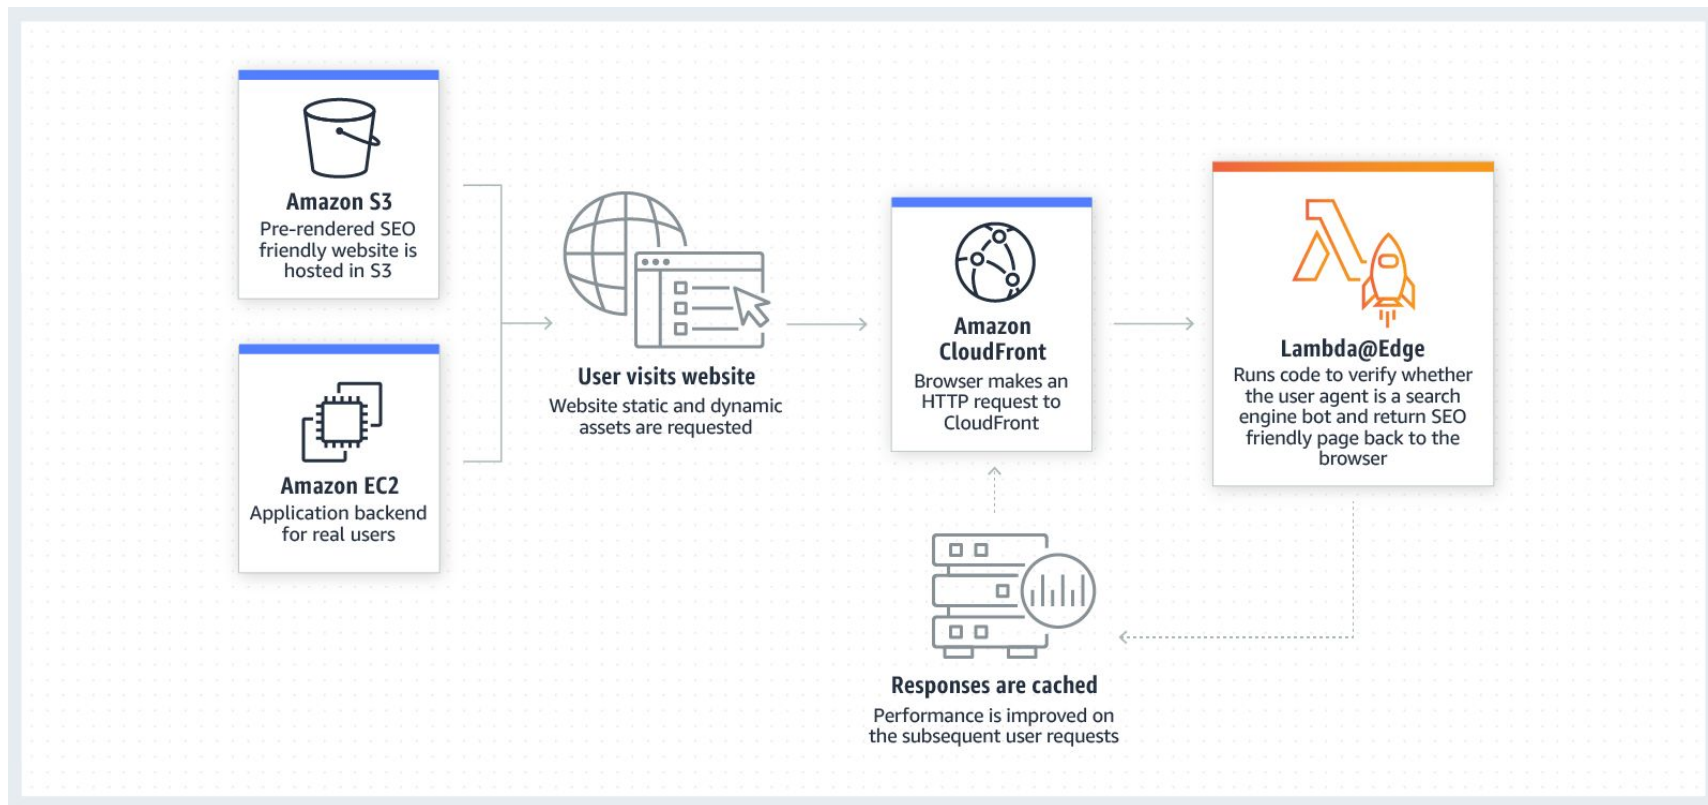 Amazon S3
Pre-rendered SEO
friendly website is
hosted in S3
Amazon EC2
Application backend
for real users
User visits website
Website static and dynamic
assets are requested
Amazon
CloudFront
Browser makes an
HTTP request to
CloudFront
Lambda@Edge
Runs code to verify whether
the user agent is a search
engine bot and return SEO
friendly page back to the
browser
Responses are cached
Performance is improved on
the subsequent user requests